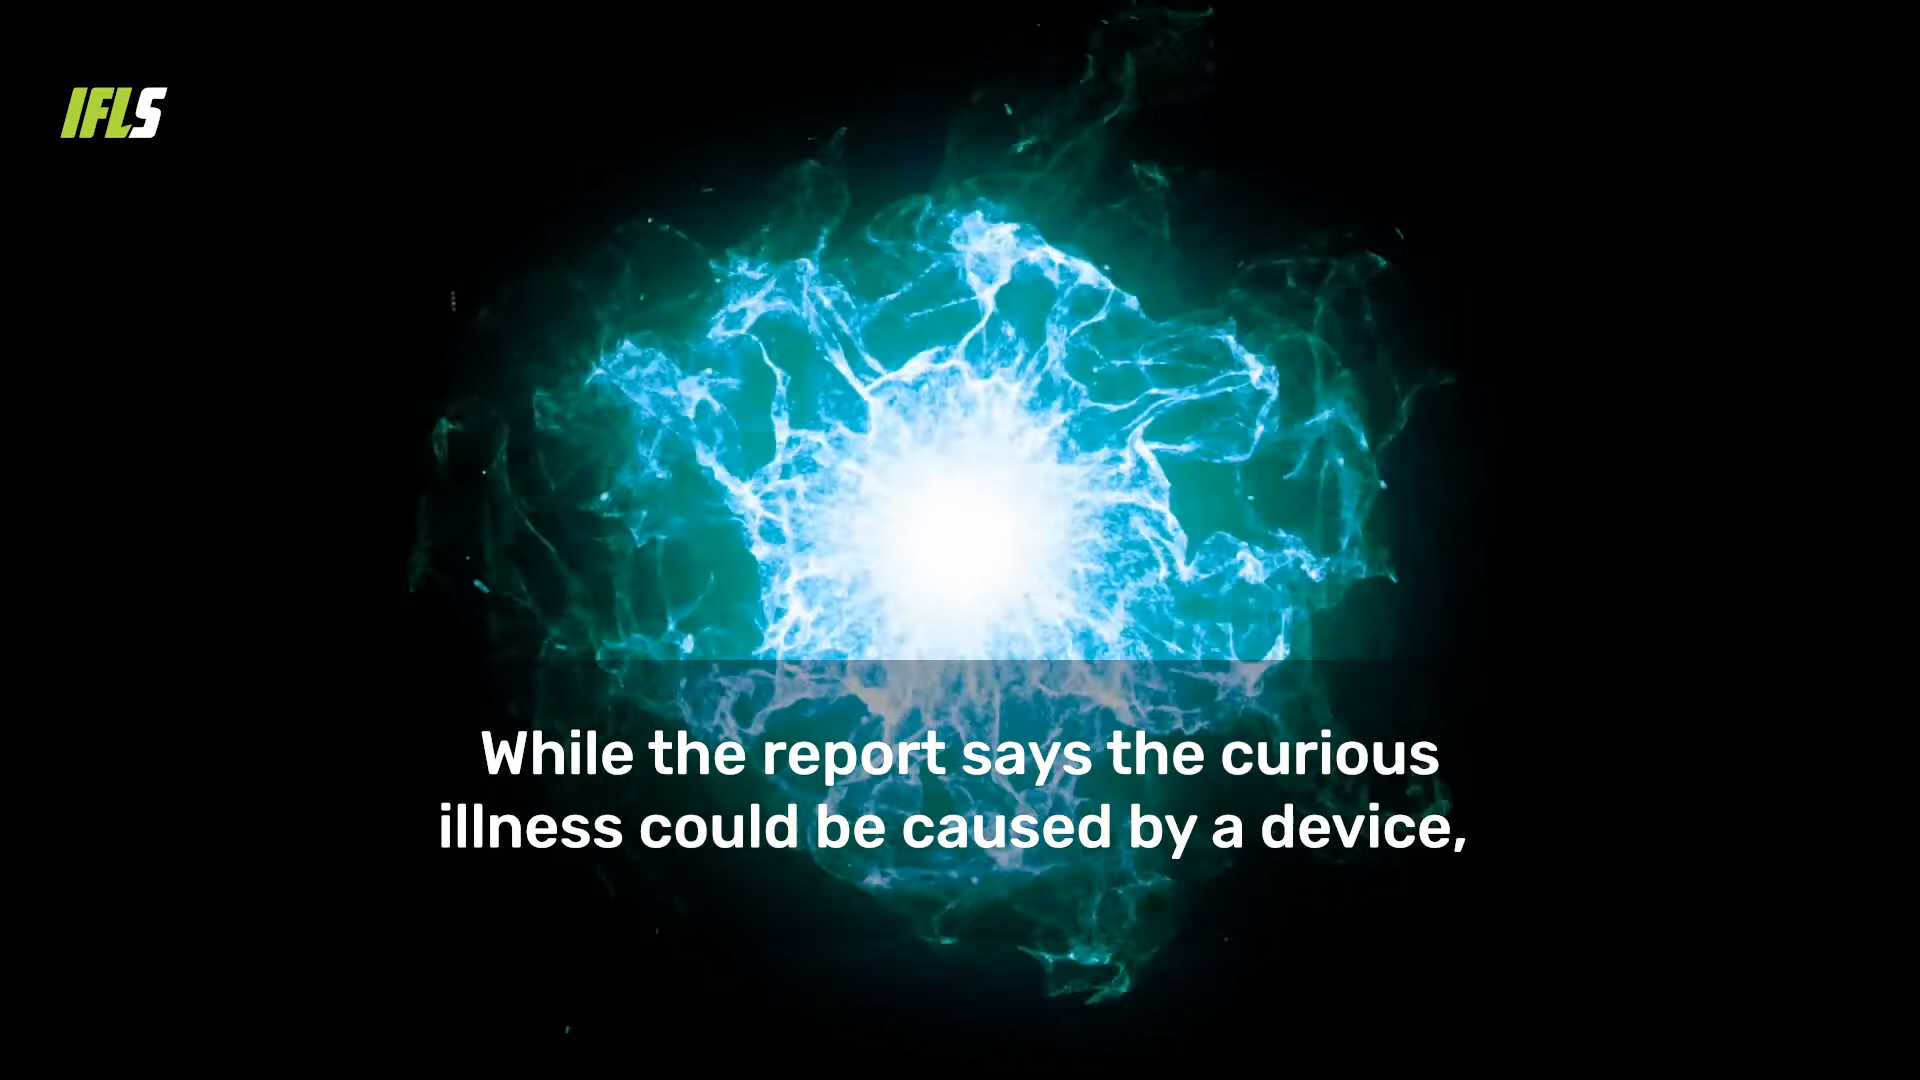 IFLS
While the report says the curious
illness could be caused by a device,